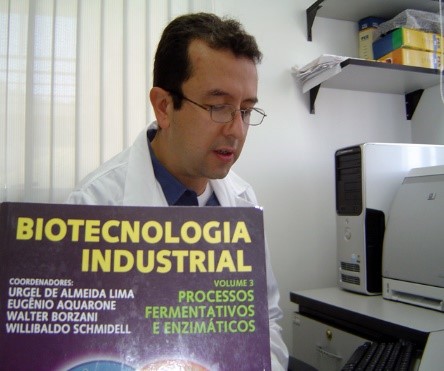 BIOTECNOLOGIA
INDUSTRIAL
COORDENADORES:
URGEL DE ALMEIDA LIMA
EUGÊNIO AQUARONE
WALTER BORZANI
WILLIBALDO SCHMIDELL
VOLUME 3
PROCESSOS
FERMENTATIVOS
E ENZIMÁTICOS